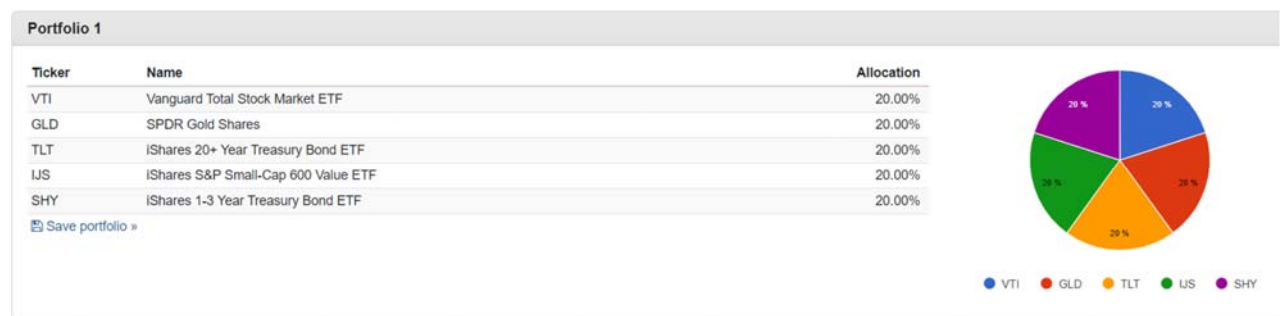 Portfolio 1
Ticker Name Allocation
VTI Vanguard Total Stock Market ETF 20.00%
GLD SPDR Gold Shares 20.00%
TLT iShares 20+ Year Treasury Bond ETF 20.00%
IJS iShares S&P Small-Cap 600 Value ETF 20.00%
SHY iShares 1-3 Year Treasury Bond ETF 20.00%
Save portfolio »
20 % 20 %
20 % 20 %
20 %
VTI GLD TLT IJS SHY